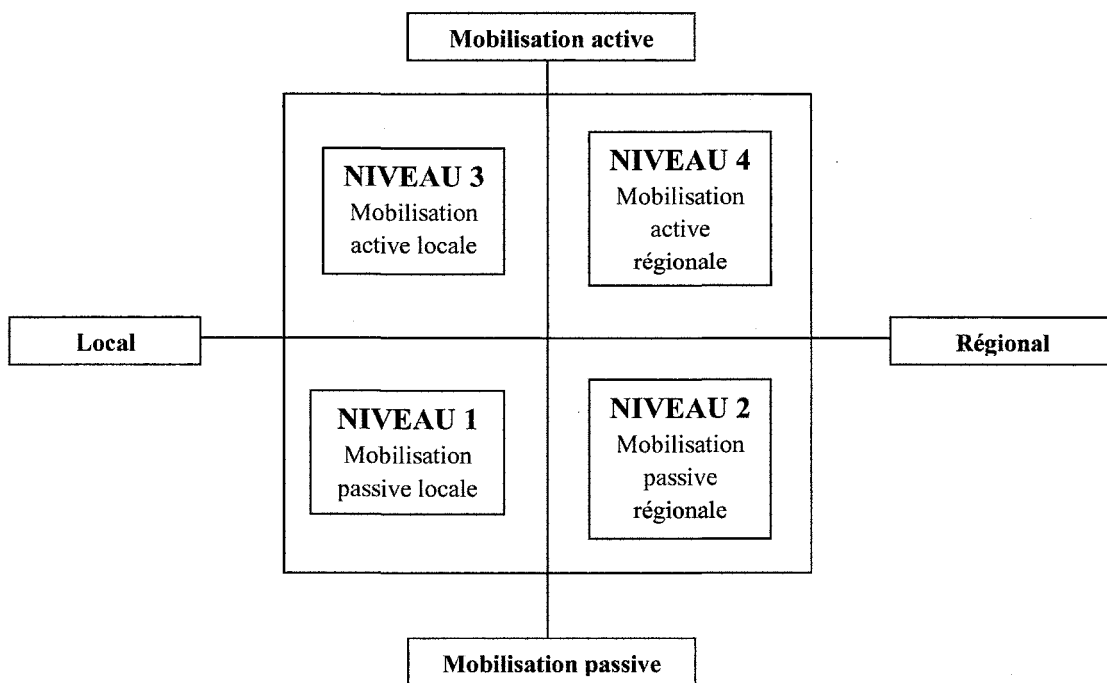 Mobilisation active
NIVEAU 3
Mobilisation
active locale
NIVEAU 4
Mobilisation
active
régionale
Local
Régional
NIVEAU 1
Mobilisation
passive locale
NIVEAU 2
Mobilisation
passive
régionale
Mobilisation passive